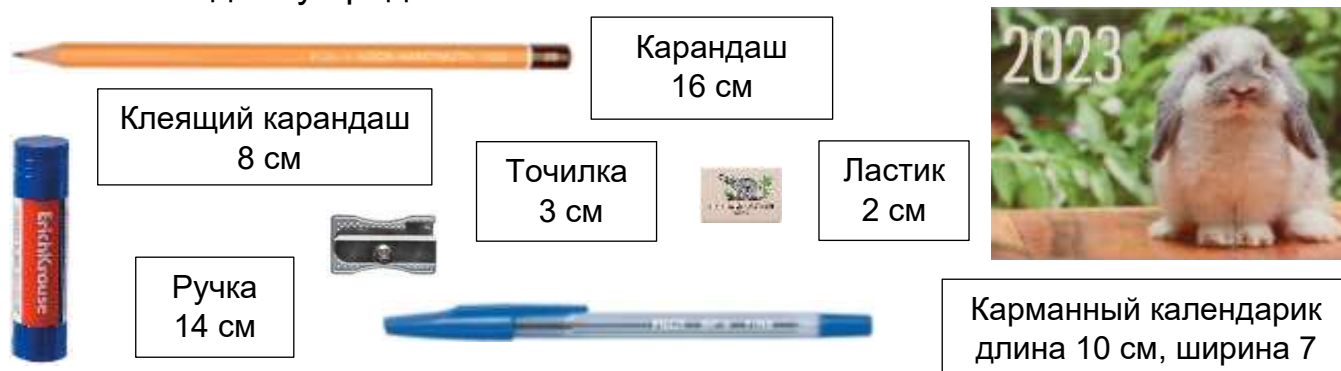 Карандаш
16 см
2023
Клеящий карандаш
8 см
Точилка
3 см
Ластик
2 см
ErichKrause
Ручка
14 см
Карманный календарик
длина 10 см, ширина 7